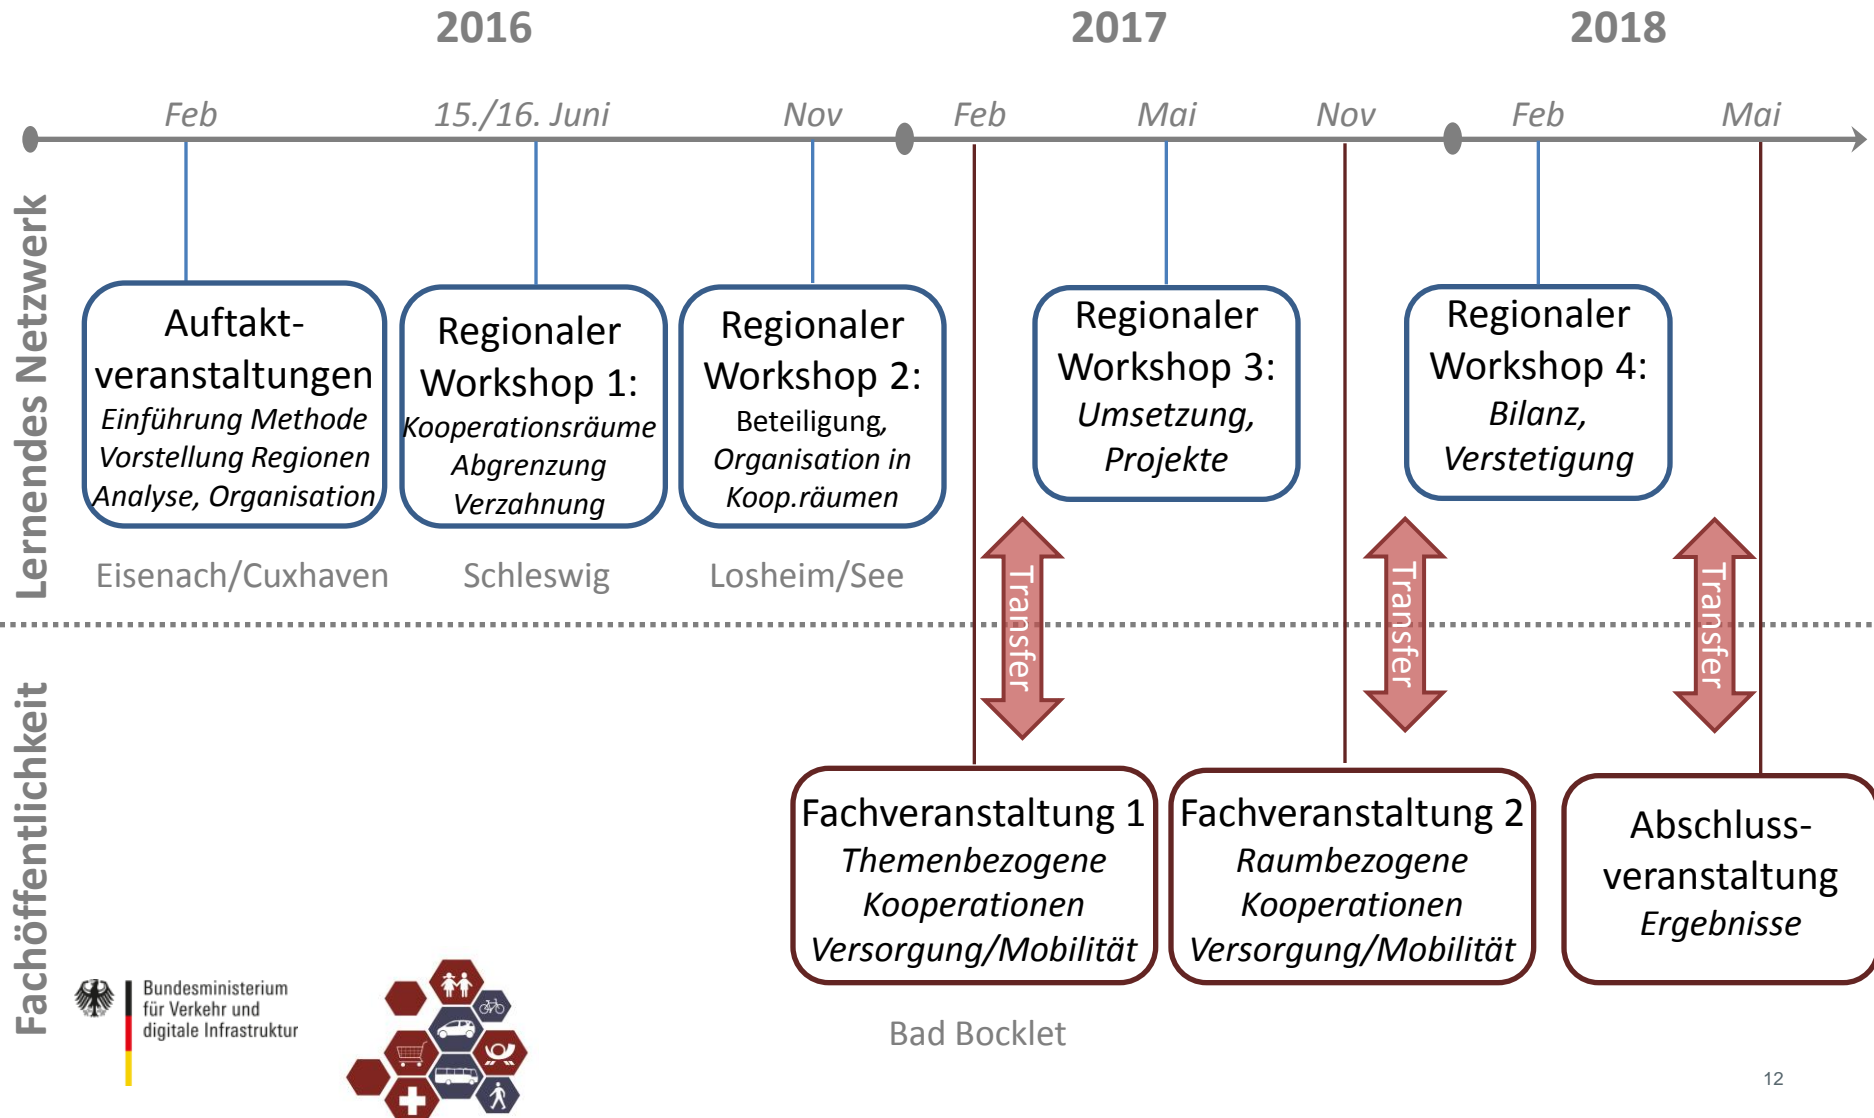 2016
2017
2018
Feb
15./16. Juni
Nov
Feb
Mai
Nov
Feb
Mai
Lernendes Netzwerk
Auftakt-
veranstaltungen
Einführung Methode
Vorstellung Regionen
Analyse, Organisation
Eisenach/Cuxhaven
Regionaler
Workshop 1:
Kooperationsräume
Abgrenzung
Verzahnung
Schleswig
Regionaler
Workshop 2:
Beteiligung,
Organisation in
Koop.räumen
Losheim/See
Regionaler
Workshop 3:
Umsetzung,
Projekte
Regionaler
Workshop 4:
Bilanz,
Verstetigung
Transfer
Transfer
Transfer
Fachöffentlichkeit
Fachveranstaltung 1
Themenbezogene
Kooperationen
Versorgung/Mobilität
Bad Bocklet
Fachveranstaltung 2
Raumbezogene
Kooperationen
Versorgung/Mobilität
Abschluss-
veranstaltung
Ergebnisse
Bundesministerium
für Verkehr und
digitale Infrastruktur
12